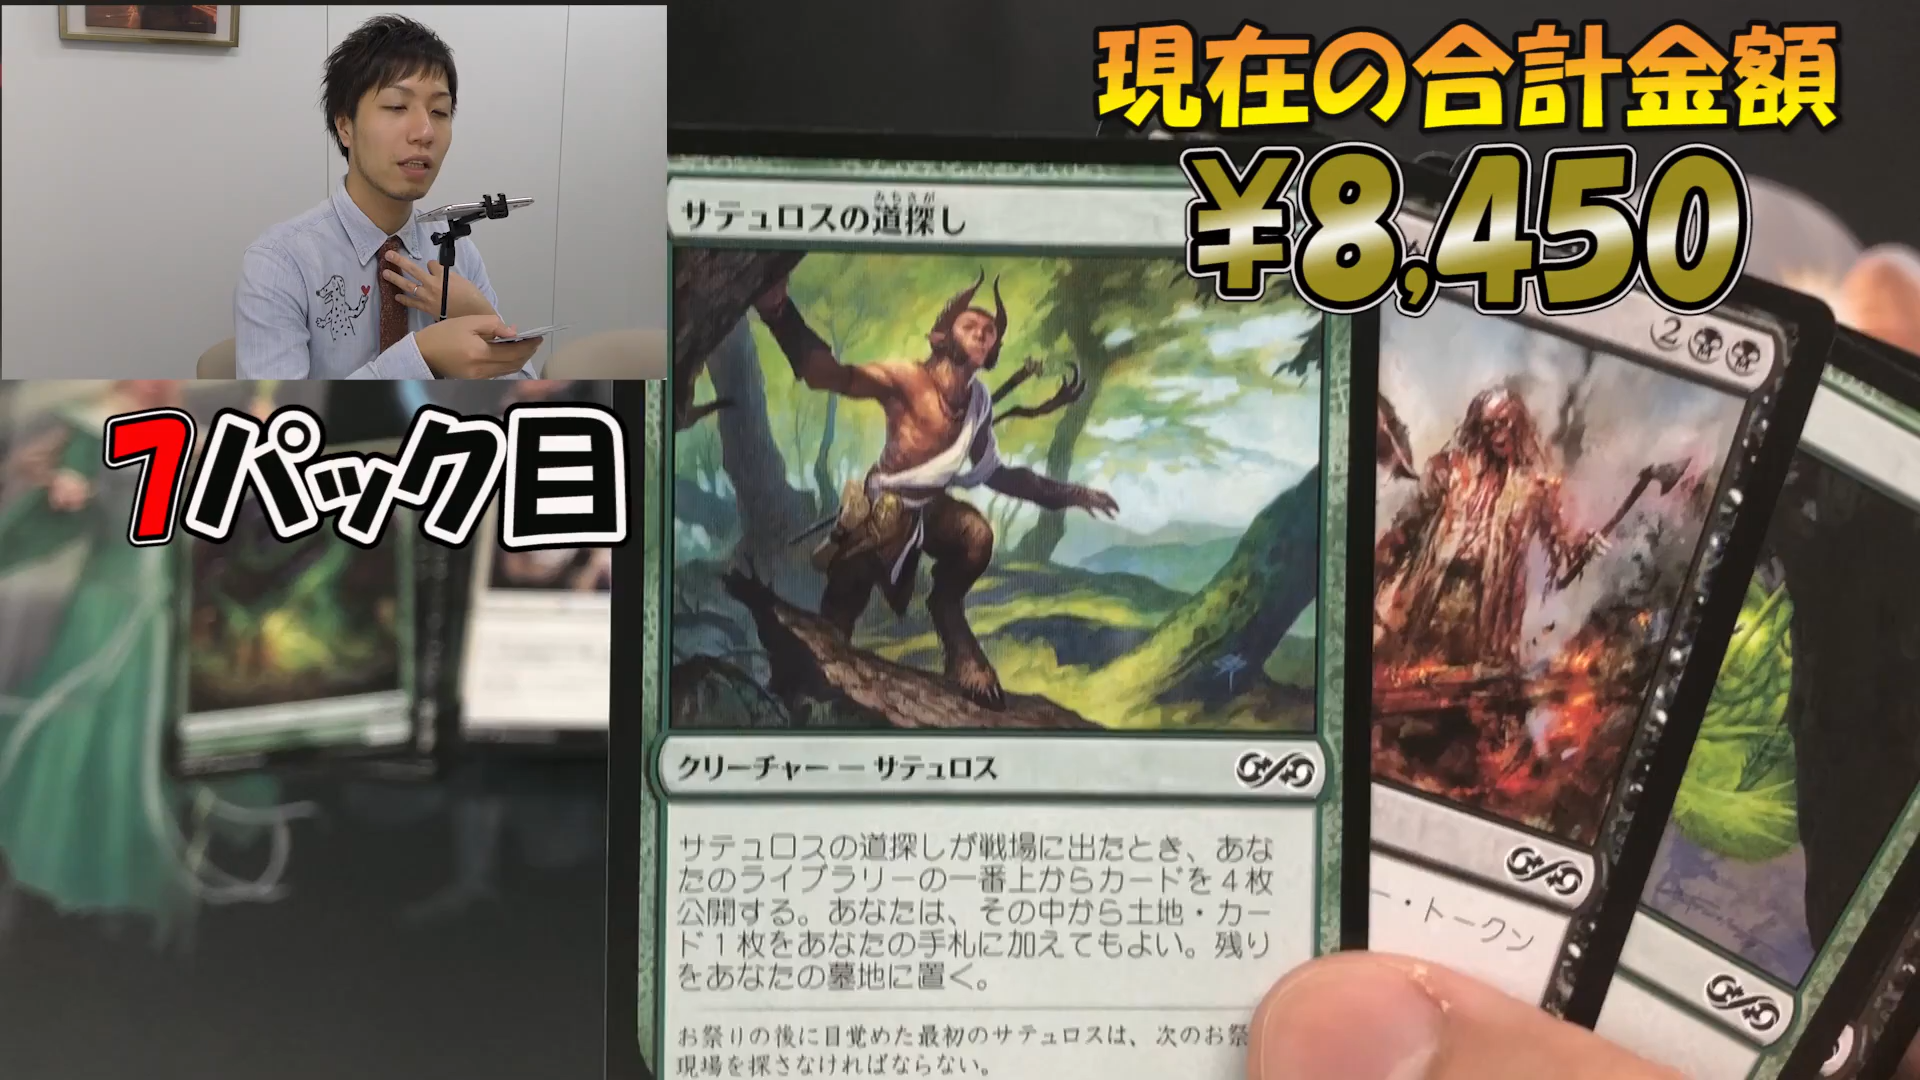 現在の合計金額
¥8,450
7パック目
みちさが
サテュロスの道探し
2
クリーチャー — サテュロス
サテュロスの道探しが戦場に出たとき、あな
たのライブラリーの一番上からカードを4枚
公開する。あなたは、その中から土地・カー
ド1枚をあなたの手札に加えてもよい。残り
をあなたの墓地に置く。
お祭りの後に目覚めた最初のサテュロスは、次のお祭
現場を探さなければならない。
ー・トークン